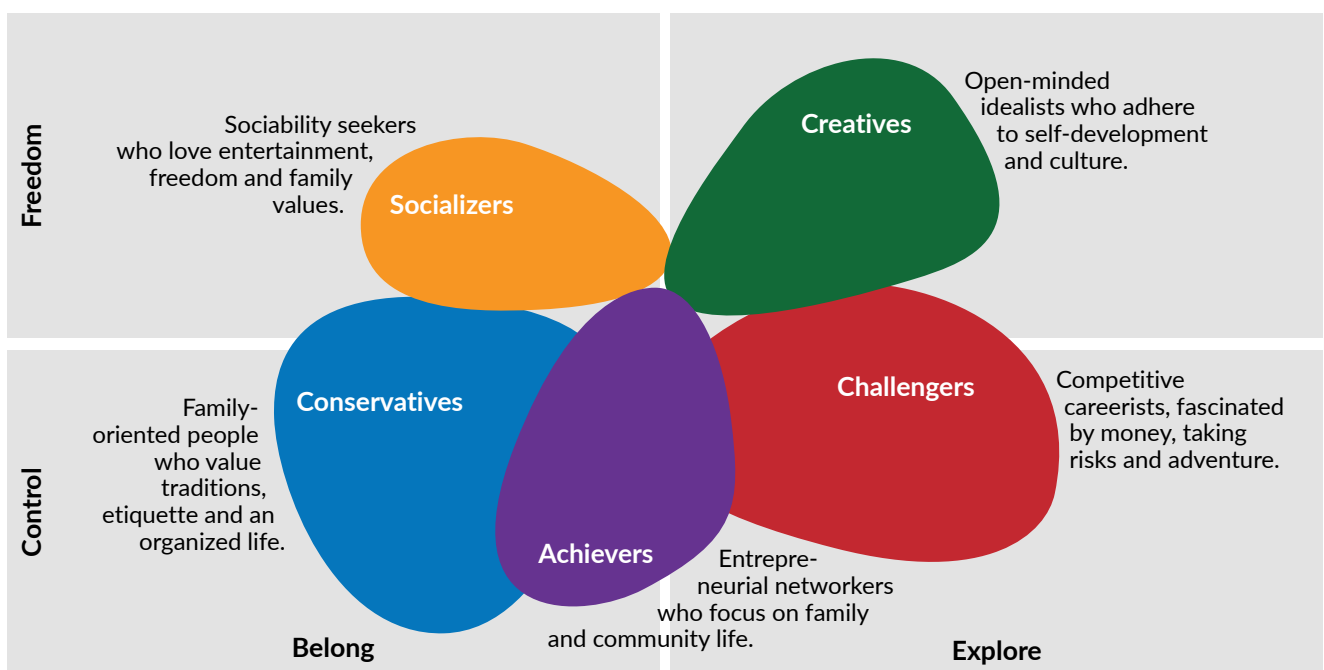 Freedom
Sociability seekers
who love entertainment,
freedom and family
values.
Socializers
Creatives
Open-minded
idealists who adhere
to self-development
and culture.
Control
Family-
oriented people
who value
traditions,
etiquette and an
organized life.
Conservatives
Achievers
Entrepre-
neurial networkers
who focus on family
and community life.
Challengers
Competitive
careerists, fascinated
by money, taking
risks and adventure.
Belong
Explore